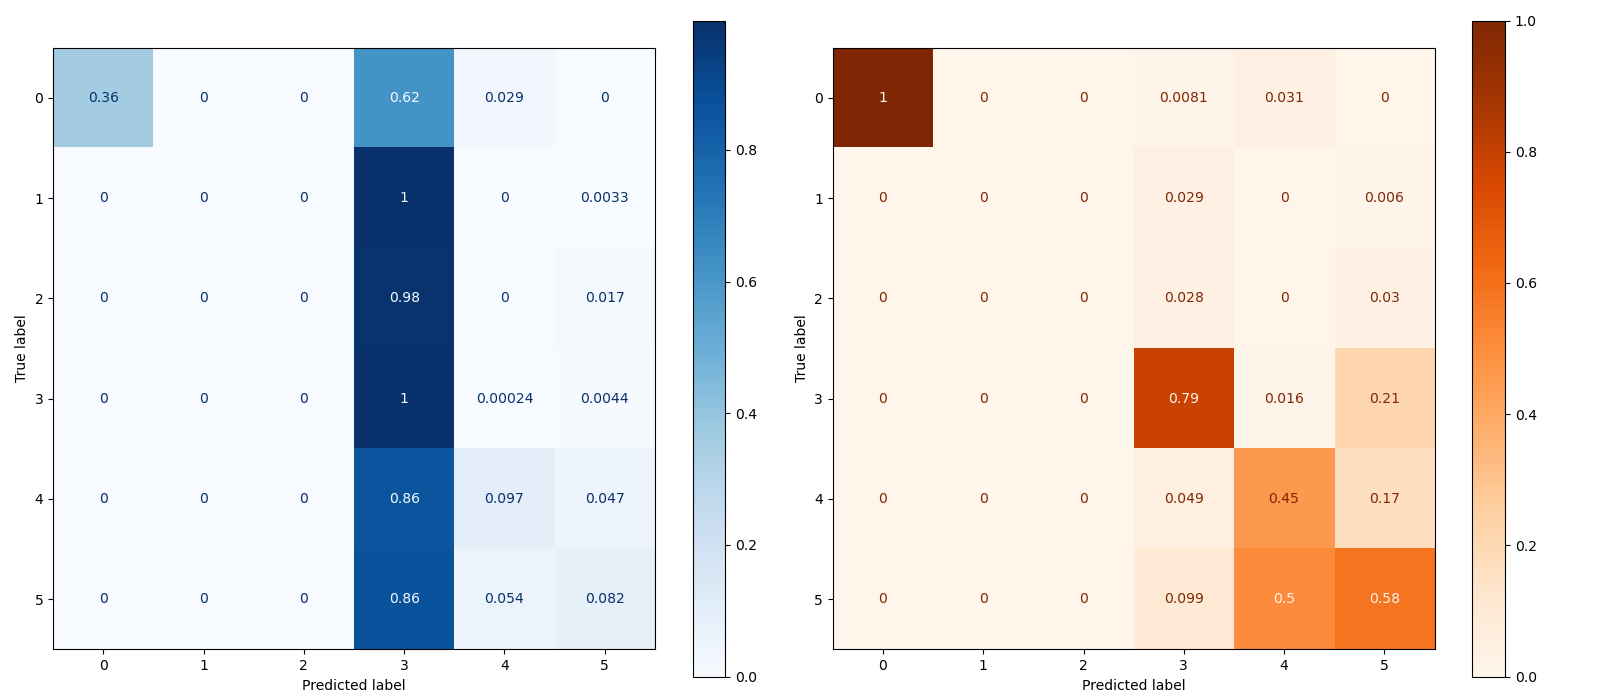 0 0.36 0 0 0.62 0.029 0
1 0 0 0 1 0 0.0033
2 0 0 0 0.98 0 0.017
3 0 0 0 1 0.00024 0.0044
4 0 0 0 0.86 0.097 0.047
5 0 0 0 0.86 0.054 0.082
0 1 2 3 4 5
True label
Predicted label
0.8
0.6
0.4
0.2
0.0
0 1 0 0 0.0081 0.031 0
1 0 0 0 0.029 0 0.006
2 0 0 0 0.028 0 0.03
3 0 0 0 0.79 0.016 0.21
4 0 0 0 0.049 0.45 0.17
5 0 0 0 0.099 0.5 0.58
0 1 2 3 4 5
True label
Predicted label
1.0
0.8
0.6
0.4
0.2
0.0